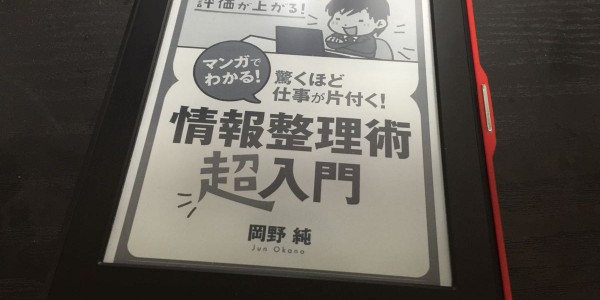 評価が上がる!
マンガで
わかる!
驚くほど
仕事が片付く!
情報整理術
超入門
岡野 純
Jun Okano